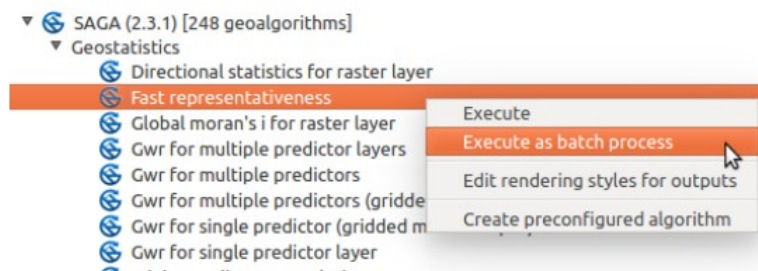 SAGA (2.3.1) [248 geoalgorithms]
Geostatistics
Directional statistics for raster layer
Fast representativeness
Global moran's i for raster layer
Gwr for multiple predictor layers
Gwr for multiple predictors
Gwr for multiple predictors (gridde
Gwr for single predictor (gridded m
Gwr for single predictor layer
Execute
Execute as batch process
Edit rendering styles for outputs
Create preconfigured algorithm